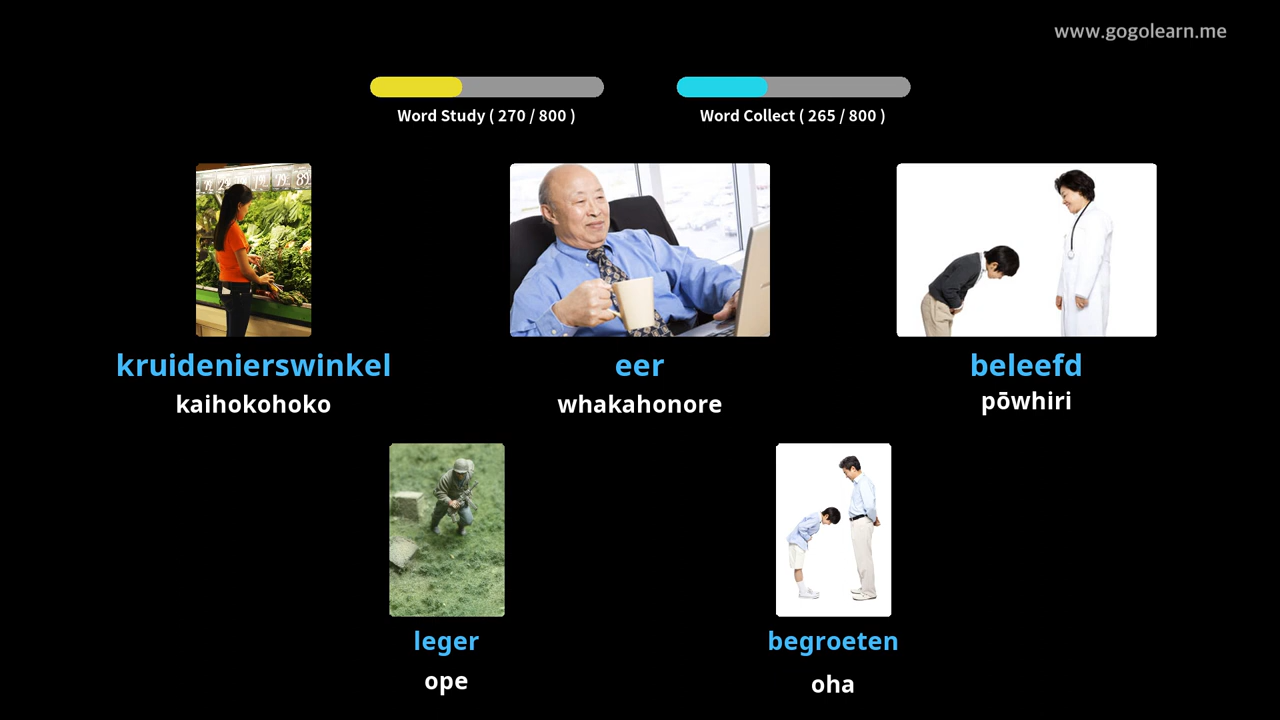 www.gogolearn.me
Word Study ( 270 / 800 )
Word Collect ( 265 / 800 )
kruidenierswinkel
kaihokohoko
eer
whakahonore
beleefd
pōwhiri
leger
ope
begroeten
oha